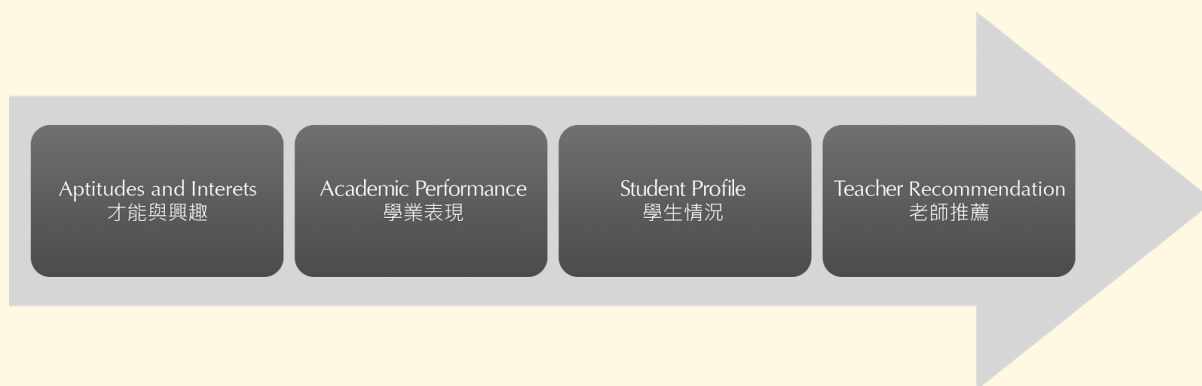 Aptitudes and Interets
才能與興趣
Academic Performance
學業表現
Student Profile
學生情況
Teacher Recommendation
老師推薦